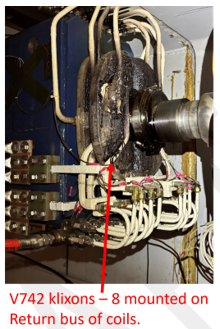 V742 klixons – 8 mounted on
Return bus of coils.